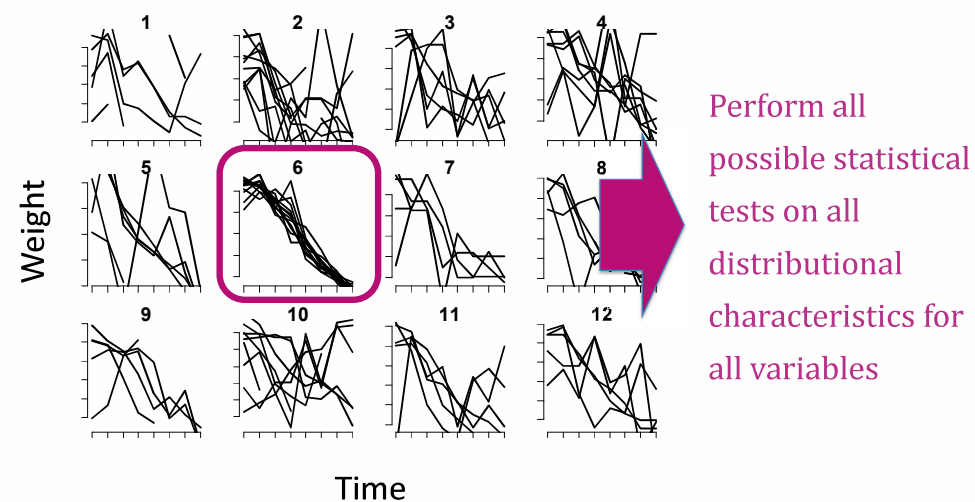 1
2
3
4
Weight
5
6
7
8
9
10
11
12
Time
Perform all
possible statistical
tests on all
distributional
characteristics for
all variables